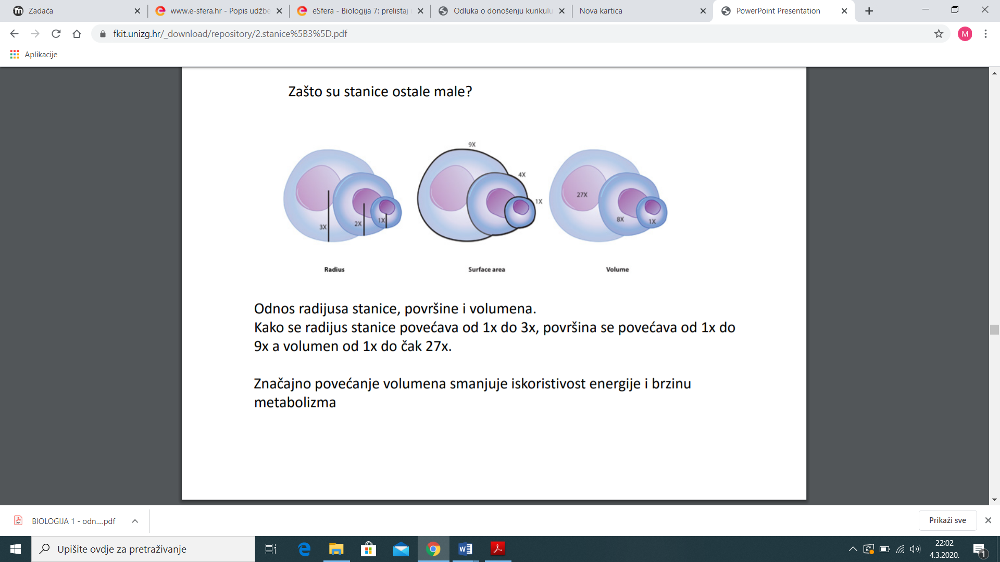 Zadaća
www.e-sfera.hr - Popis udžbe
eSfera - Biologija 7: prelistaj
Odluka o donošenju kurikulu
Nova kartica
PowerPoint Presentation
fkit.unizg.hr/_download/repository/2.stanice%5B3%5D.pdf
M
Aplikacije
Zašto su stanice ostale male?
9X
4X
1X
27X
3X
2X
1X
8X
1X
Radius
Surface area
Volume
Odnos radijusa stanice, površine i volumena.
Kako se radijus stanice povećava od 1x do 3x, površina se povećava od 1x do
9x a volumen od 1x do čak 27x.
Značajno povećanje volumena smanjuje iskoristivost energije i brzinu
metabolizma
BIOLOGIJA 1 - odn....pdf
Prikaži sve
Upišite ovdje za pretraživanje
22:02
4.3.2020.
1